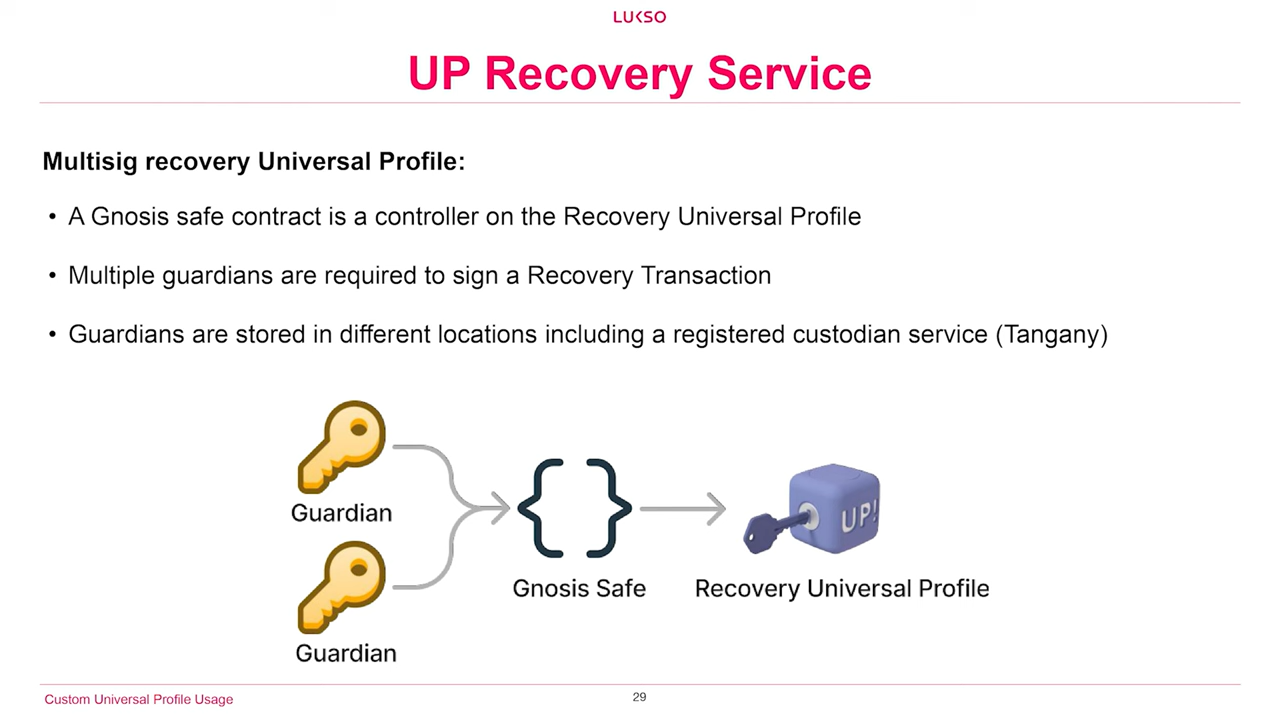 LUKSO
UP Recovery Service
Multisig recovery Universal Profile:
• A Gnosis safe contract is a controller on the Recovery Universal Profile
• Multiple guardians are required to sign a Recovery Transaction
• Guardians are stored in different locations including a registered custodian service (Tangany)
Guardian
UP!
Gnosis Safe
Recovery Universal Profile
Guardian
Custom Universal Profile Usage
29